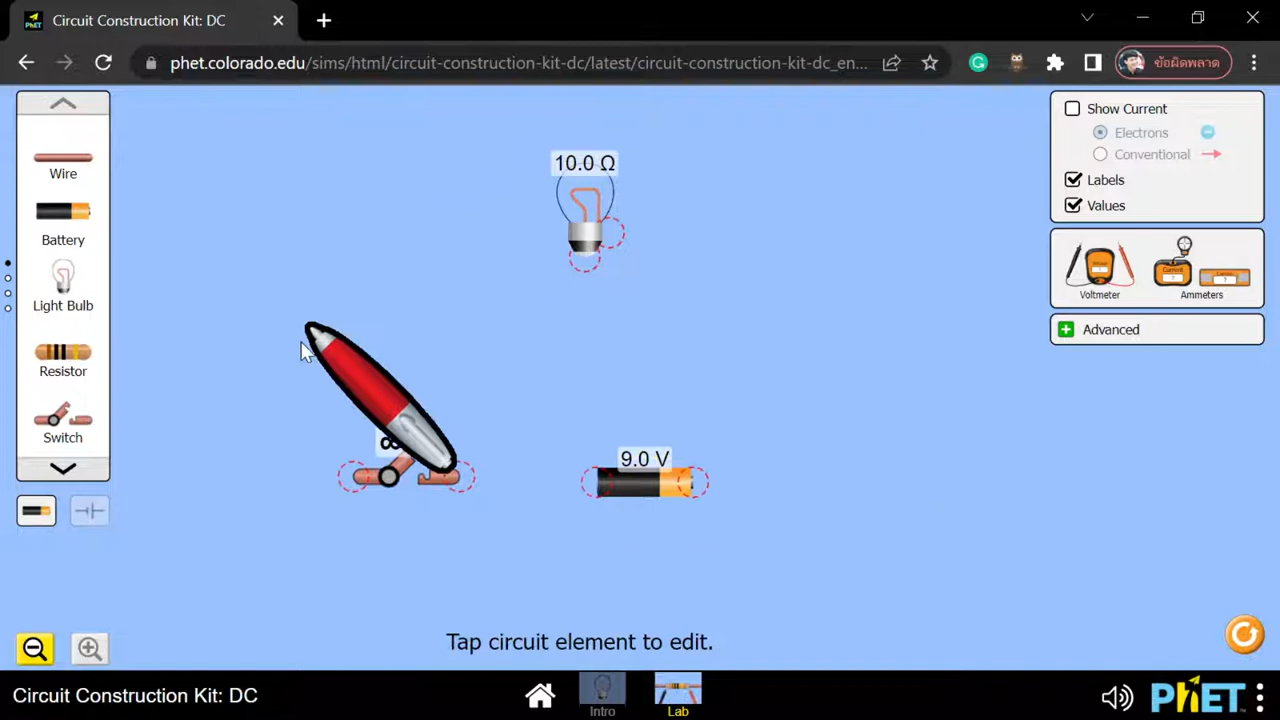 Circuit Construction Kit: DC
phet.colorado.edu/sims/html/circuit-construction-kit-dc/latest/circuit-construction-kit-dc_en...
ข้อผิดพลาด
Wire
Battery
Light Bulb
Resistor
Switch
10.0 Ω
∞
9.0 V
Show Current
Electrons
Conventional
Labels
Values
Voltmeter
Current
Ammeters
Advanced
Tap circuit element to edit.
Circuit Construction Kit: DC
Intro
Lab
PhET